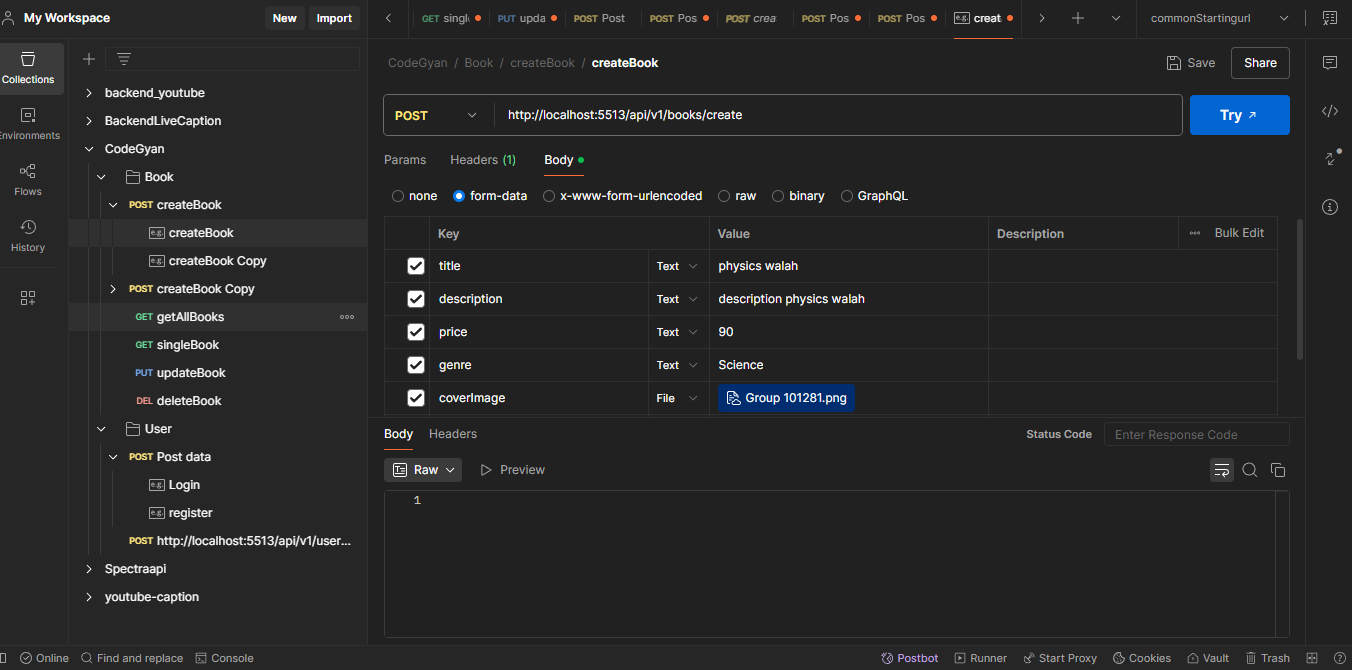 My Workspace
New
Import
GET singl
PUT upda
POST Post
POST Pos
POST crea
POST Pos
POST Pos
e.g. creat
commonStartingurl
Collections
Environments
Flows
History
backend_youtube
BackendLiveCaption
CodeGyan
Book
POST createBook
e.g. createBook
e.g. createBook Copy
POST createBook Copy
GET getAllBooks
GET singleBook
PUT updateBook
DEL deleteBook
User
POST Post data
e.g. Login
e.g. register
POST http://localhost:5513/api/v1/user...
Spectraapi
youtube-caption
CodeGyan / Book / createBook / createBook
Save
Share
POST
http://localhost:5513/api/v1/books/create
Try
Params
Headers (1)
Body
none
form-data
x-www-form-urlencoded
raw
binary
GraphQL
Key Value Description Bulk Edit
title Text physics walah
description Text description physics walah
price Text 90
genre Text Science
coverImage File Group 101281.png
Body
Headers
Status Code
Enter Response Code
Raw
Preview
1
Online
Find and replace
Console
Postbot
Runner
Start Proxy
Cookies
Vault
Trash